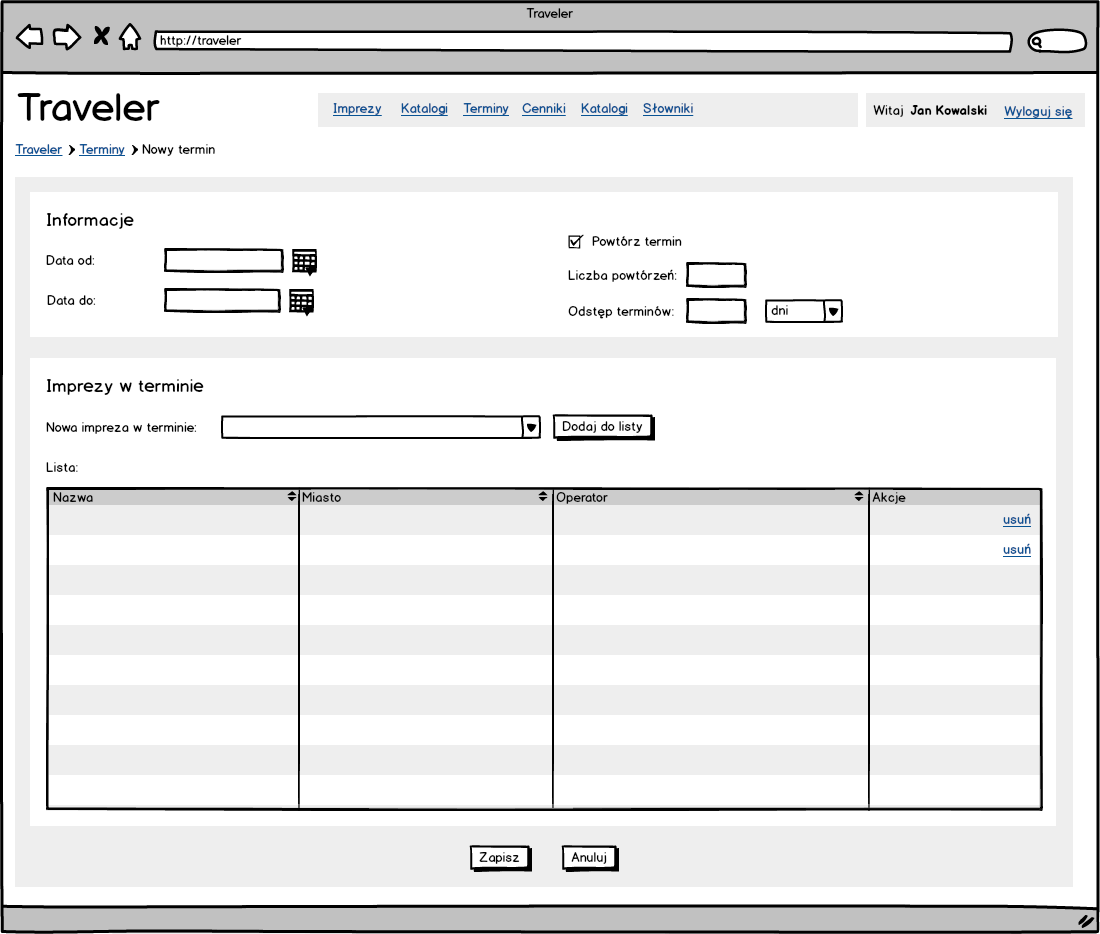 Traveler
http://traveler
Traveler
Imprezy Katalogi Terminy Cenniki Katalogi Słowniki
Witaj Jan Kowalski Wyloguj się
Traveler Terminy Nowy termin
Informacje
Data od:
Data do:
Powtórz termin
Liczba powtórzeń:
Odstęp terminów: dni
Imprezy w terminie
Nowa impreza w terminie: Dodaj do listy
Lista:
Nazwa Miasto Operator Akcje
usuń
usuń
Zapisz Anuluj